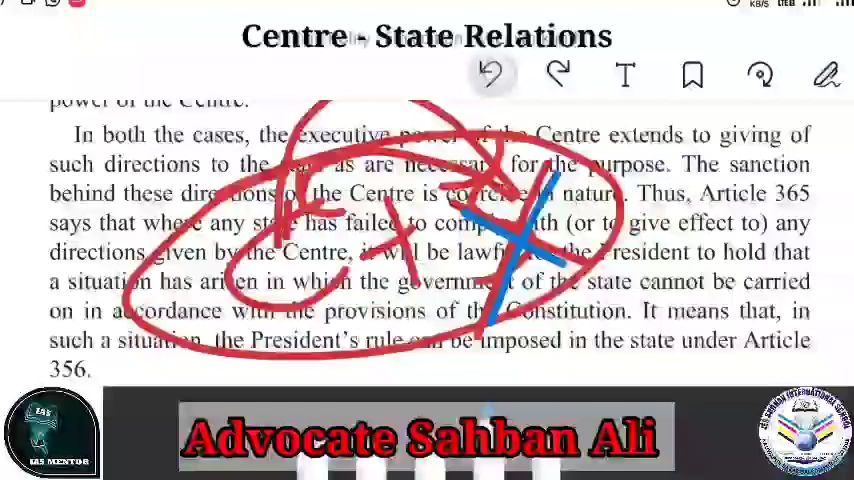 KB/S
Centre - State Relations
power of the Centre.
In both the cases, the executive power of the Centre extends to giving of
such directions to the state as are necessary for the purpose. The sanction
behind these directions of the Centre is coercive in nature. Thus, Article 365
says that where any state has failed to comply with (or to give effect to) any
directions given by the Centre, it will be lawful for the President to hold that
a situation has arisen in which the government of the state cannot be carried
on in accordance with the provisions of the Constitution. It means that, in
such a situation, the President's rule can be imposed in the state under Article
356.
IAS
IAS MENTOR
Advocate Sahban Ali